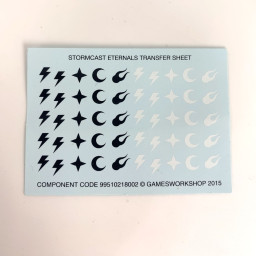 STORMCAST ETERNALS TRANSFER SHEET
COMPONENT CODE 99510218002 © GAMESWORKSHOP 2015